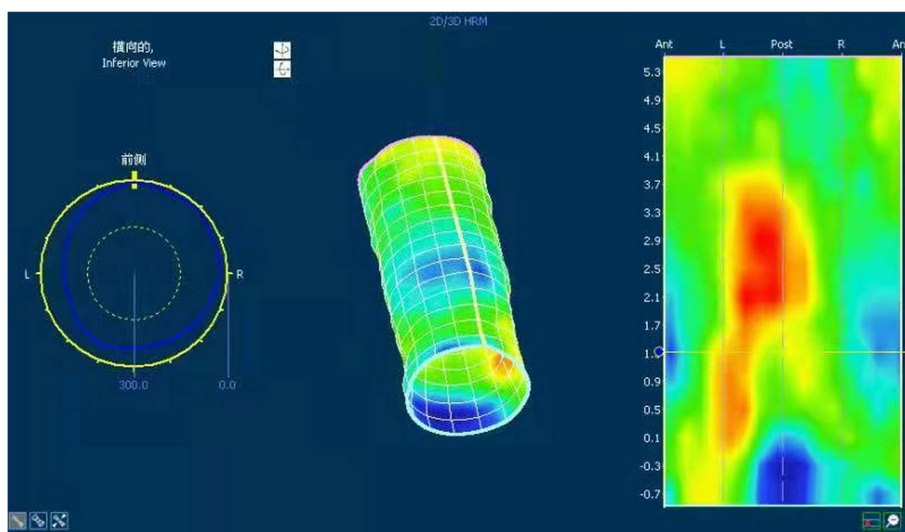 2D/3D HRM
横向的,
Inferior View
前侧
L
R
300.0
0.0
Ant L Post R An
5.3
4.9
4.5
4.1
3.7
3.3
2.9
2.5
2.1
1.7
1.
0.9
0.5
0.1
-0.3
-0.7